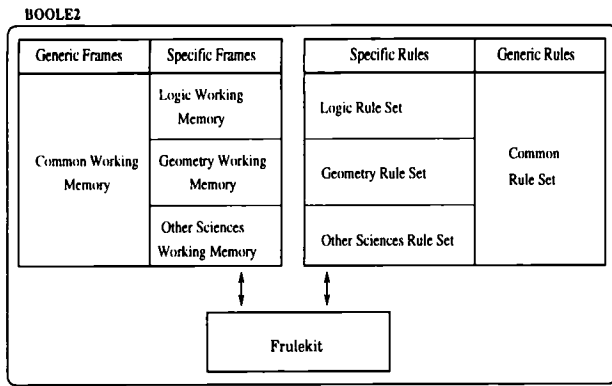 BOOLE2
Generic Frames
Specific Frames
Specific Rules
Generic Rules
Common Working
Memory
Logic Working
Memory
Geometry Working
Memory
Other Sciences
Working Memory
Logic Rule Set
Geometry Rule Set
Other Sciences Rule Set
Common
Rule Set
Frulekit